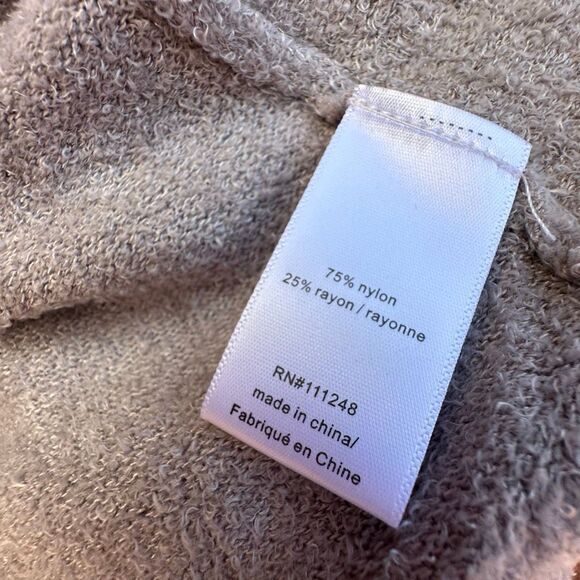 75% nylon
25% rayon / rayonne
RN#111248
made in china/
Fabriqué en Chine